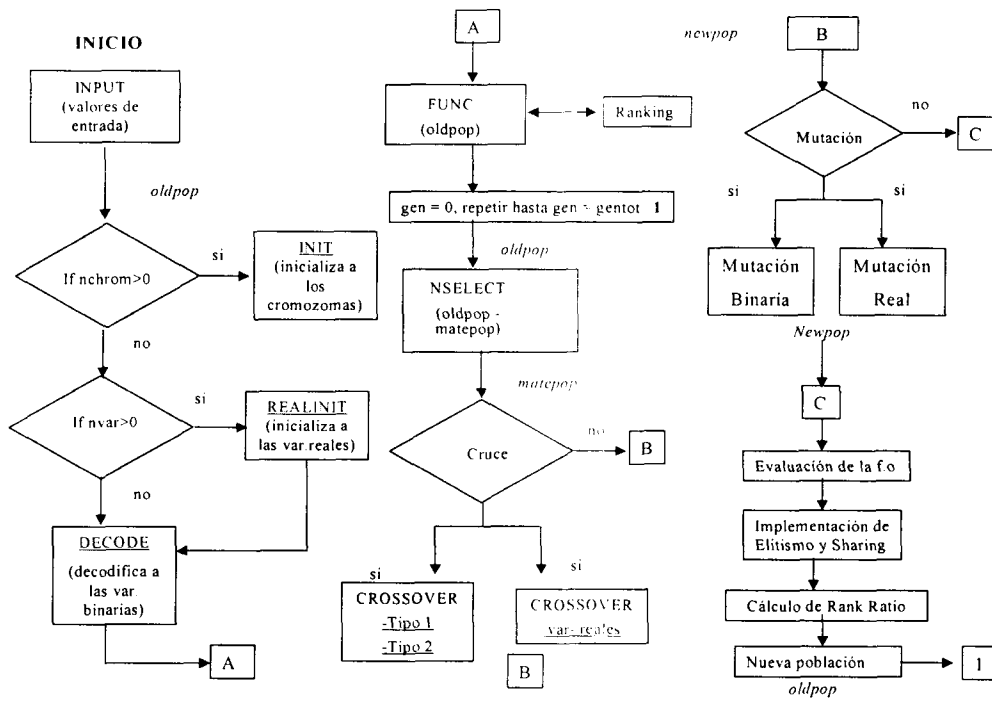 INICIO
INPUT
(valores de
entrada)
oldpop
If nchrom>0
si
INIT
(inicializa a
los
cromozomas)
no
If nvar>0
si
REALINIT
(inicializa a
las var.reales)
no
DECODE
(decodifica a
las var.
binarias)
A
A
FUNC
(oldpop)
Ranking
gen = 0, repetir hasta gen = gentot 1
oldpop
NSELECT
(oldpop -
matepop)
matepop
Cruce
no
B
si
CROSSOVER
-Tipo 1
-Tipo 2
si
CROSSOVER
var- reales
B
newpop
B
Mutación
no
C
si
si
Mutación
Binaria
Mutación
Real
Newpop
C
Evaluación de la f.o
Implementación de
Elitismo y Sharing
Cálculo de Rank Ratio
Nueva población
1
oldpop